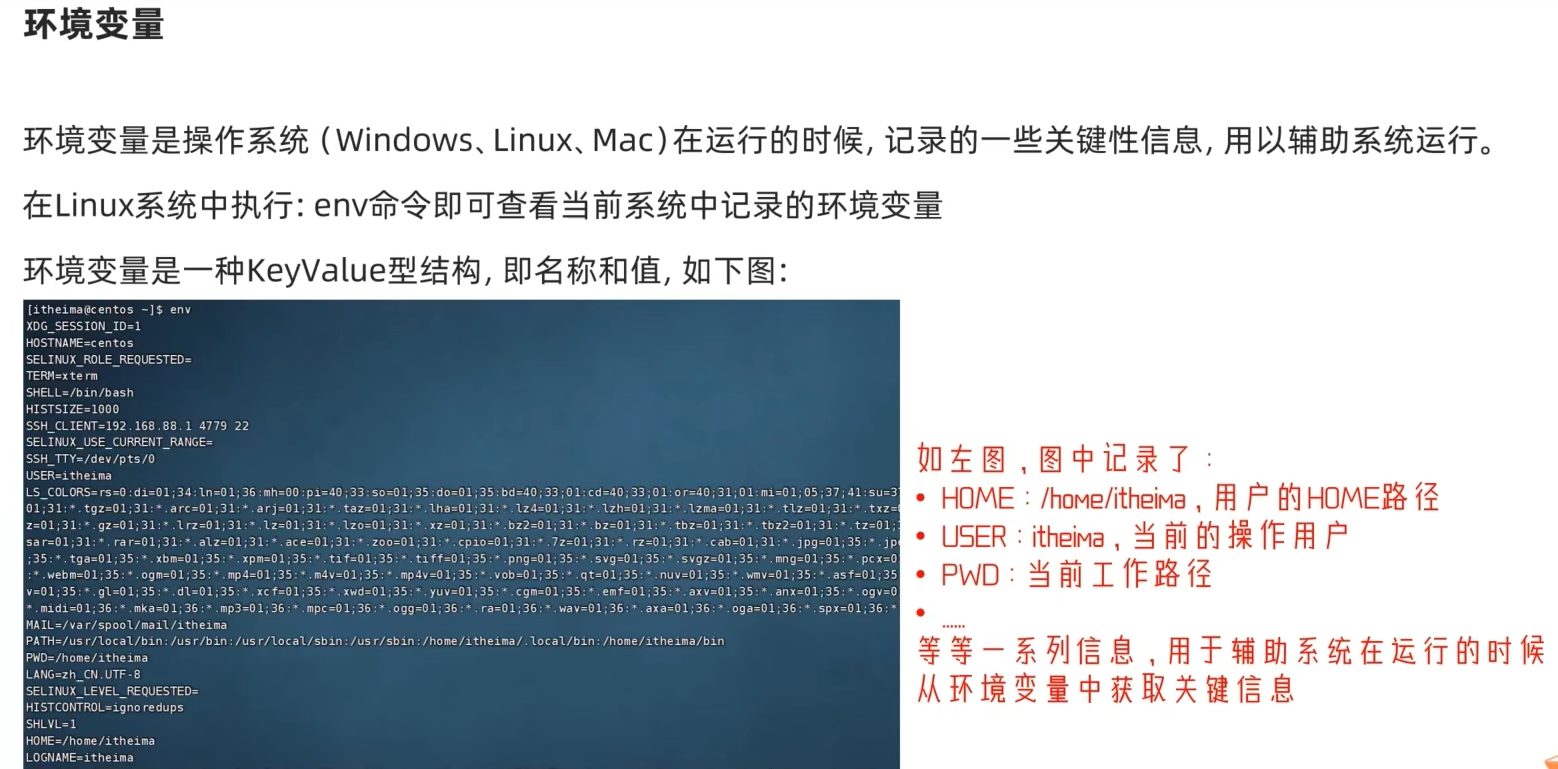 环境变量
环境变量是操作系统（Windows、Linux、Mac）在运行的时候，记录的一些关键性信息，用以辅助系统运行。
在Linux系统中执行：env命令即可查看当前系统中记录的环境变量
环境变量是一种KeyValue型结构，即名称和值，如下图：
[itheima@centos ~]$ env
XDG_SESSION_ID=1
HOSTNAME=centos
SELINUX_ROLE_REQUESTED=
TERM=xterm
SHELL=/bin/bash
HISTSIZE=1000
SSH_CLIENT=192.168.88.1 4779 22
SELINUX_USE_CURRENT_RANGE=
SSH_TTY=/dev/pts/0
USER=itheima
LS_COLORS=rs=0:di=01;34:ln=01;36:mh=00:pi=40;33:so=01;35:do=01;35:bd=40;33;01:cd=40;33;01:or=40;31;01:mi=01;05;37;41:su=37
01;31:*.tgz=01;31:*.arc=01;31:*.arj=01;31:*.taz=01;31:*.lha=01;31:*.lz4=01;31:*.lzh=01;31:*.lzma=01;31:*.tlz=01;31:*.txz=0
z=01;31:*.gz=01;31:*.lrz=01;31:*.lz=01;31:*.lzo=01;31:*.xz=01;31:*.bz2=01;31:*.bz=01;31:*.tbz=01;31:*.tbz2=01;31:*.tz=01;
sar=01;31:*.rar=01;31:*.alz=01;31:*.ace=01;31:*.zoo=01;31:*.cpio=01;31:*.7z=01;31:*.rz=01;31:*.cab=01;31:*.jpg=01;35:*.jpe
;35:*.tga=01;35:*.xbm=01;35:*.xpm=01;35:*.tif=01;35:*.tiff=01;35:*.png=01;35:*.svg=01;35:*.svgz=01;35:*.mng=01;35:*.pcx=0
:*.webm=01;35:*.ogm=01;35:*.mp4=01;35:*.m4v=01;35:*.mp4v=01;35:*.vob=01;35:*.qt=01;35:*.nuv=01;35:*.wmv=01;35:*.asf=01;35
v=01;35:*.gl=01;35:*.dl=01;35:*.xcf=01;35:*.xwd=01;35:*.yuv=01;35:*.cgm=01;35:*.emf=01;35:*.axv=01;35:*.anx=01;35:*.ogv=0
*.midi=01;36:*.mka=01;36:*.mp3=01;36:*.mpc=01;36:*.ogg=01;36:*.ra=01;36:*.wav=01;36:*.axa=01;36:*.oga=01;36:*.spx=01;36:*
MAIL=/var/spool/mail/itheima
PATH=/usr/local/bin:/usr/bin:/usr/local/sbin:/usr/sbin:/home/itheima/.local/bin:/home/itheima/bin
PWD=/home/itheima
LANG=zh_CN.UTF-8
SELINUX_LEVEL_REQUESTED=
HISTCONTROL=ignoredups
SHLVL=1
HOME=/home/itheima
LOGNAME=itheima
如左图，图中记录了：
• HOME：/home/itheima，用户的HOME路径
• USER：itheima，当前的操作用户
• PWD：当前工作路径
• ……
等等一系列信息，用于辅助系统在运行的时候
从环境变量中获取关键信息